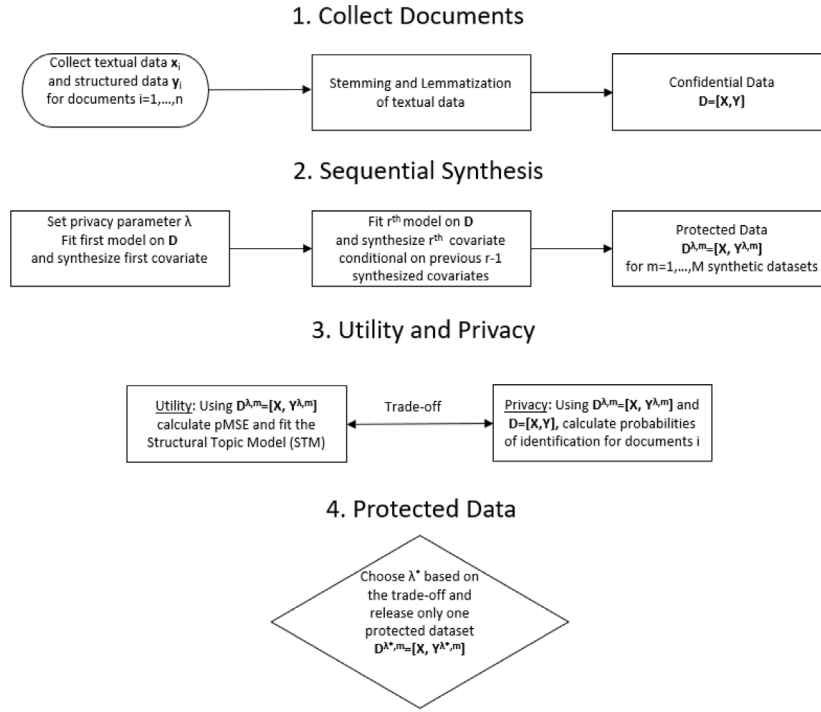 1. Collect Documents
Collect textual data xᵢ
and structured data yᵢ
for documents i=1,...,n
Stemming and Lemmatization
of textual data
Confidential Data
D=[X,Y]
2. Sequential Synthesis
Set privacy parameter λ
Fit first model on D
and synthesize first covariate
Fit rᵗʰ model on D
and synthesize rᵗʰ covariate
conditional on previous r-1
synthesized covariates
Protected Data
D^λ,m=[X, Y^λ,m]
for m=1,...,M synthetic datasets
3. Utility and Privacy
Utility: Using D^λ,m=[X, Y^λ,m]
calculate pMSE and fit the
Structural Topic Model (STM)
Trade-off
Privacy: Using D^λ,m=[X, Y^λ,m] and
D=[X,Y], calculate probabilities
of identification for documents i
4. Protected Data
Choose λ* based on
the trade-off and
release only one
protected dataset
D^λ*,m=[X, Y^λ*,m]